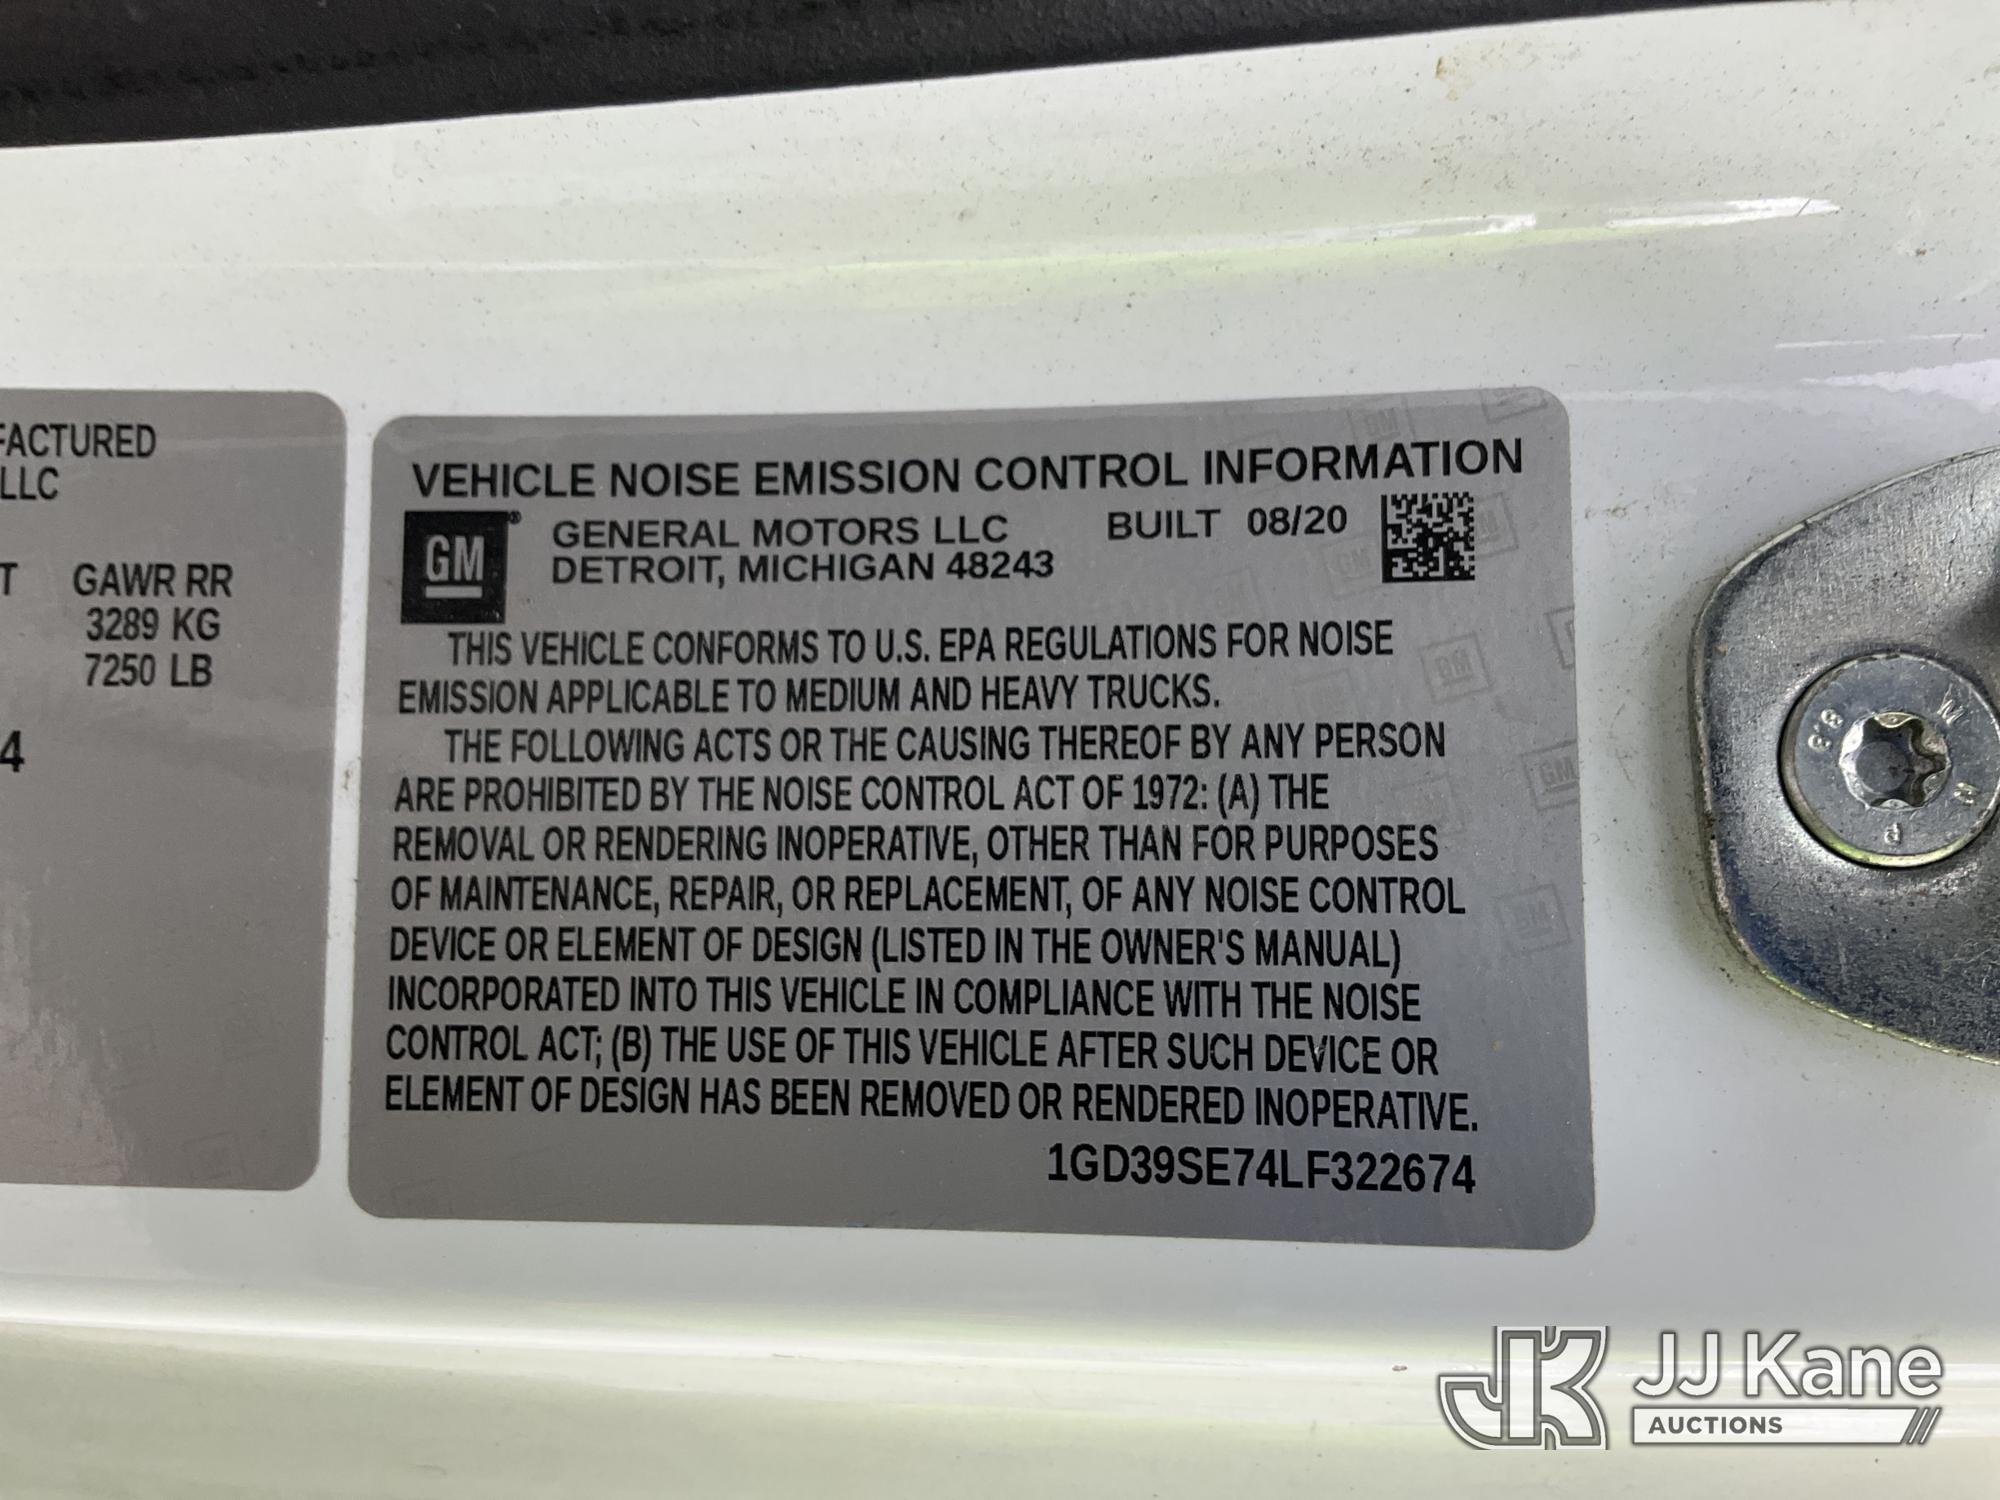 FACTURED
LLC
T GAWR RR
3289 KG
7250 LB
4
VEHICLE NOISE EMISSION CONTROL INFORMATION
GM® GENERAL MOTORS LLC BUILT 08/20
DETROIT, MICHIGAN 48243
THIS VEHICLE CONFORMS TO U.S. EPA REGULATIONS FOR NOISE
EMISSION APPLICABLE TO MEDIUM AND HEAVY TRUCKS.
THE FOLLOWING ACTS OR THE CAUSING THEREOF BY ANY PERSON
ARE PROHIBITED BY THE NOISE CONTROL ACT OF 1972: (A) THE
REMOVAL OR RENDERING INOPERATIVE, OTHER THAN FOR PURPOSES
OF MAINTENANCE, REPAIR, OR REPLACEMENT, OF ANY NOISE CONTROL
DEVICE OR ELEMENT OF DESIGN (LISTED IN THE OWNER'S MANUAL)
INCORPORATED INTO THIS VEHICLE IN COMPLIANCE WITH THE NOISE
CONTROL ACT; (B) THE USE OF THIS VEHICLE AFTER SUCH DEVICE OR
ELEMENT OF DESIGN HAS BEEN REMOVED OR RENDERED INOPERATIVE.
1GD39SE74LF322674
8.8
JK JJ Kane
AUCTIONS